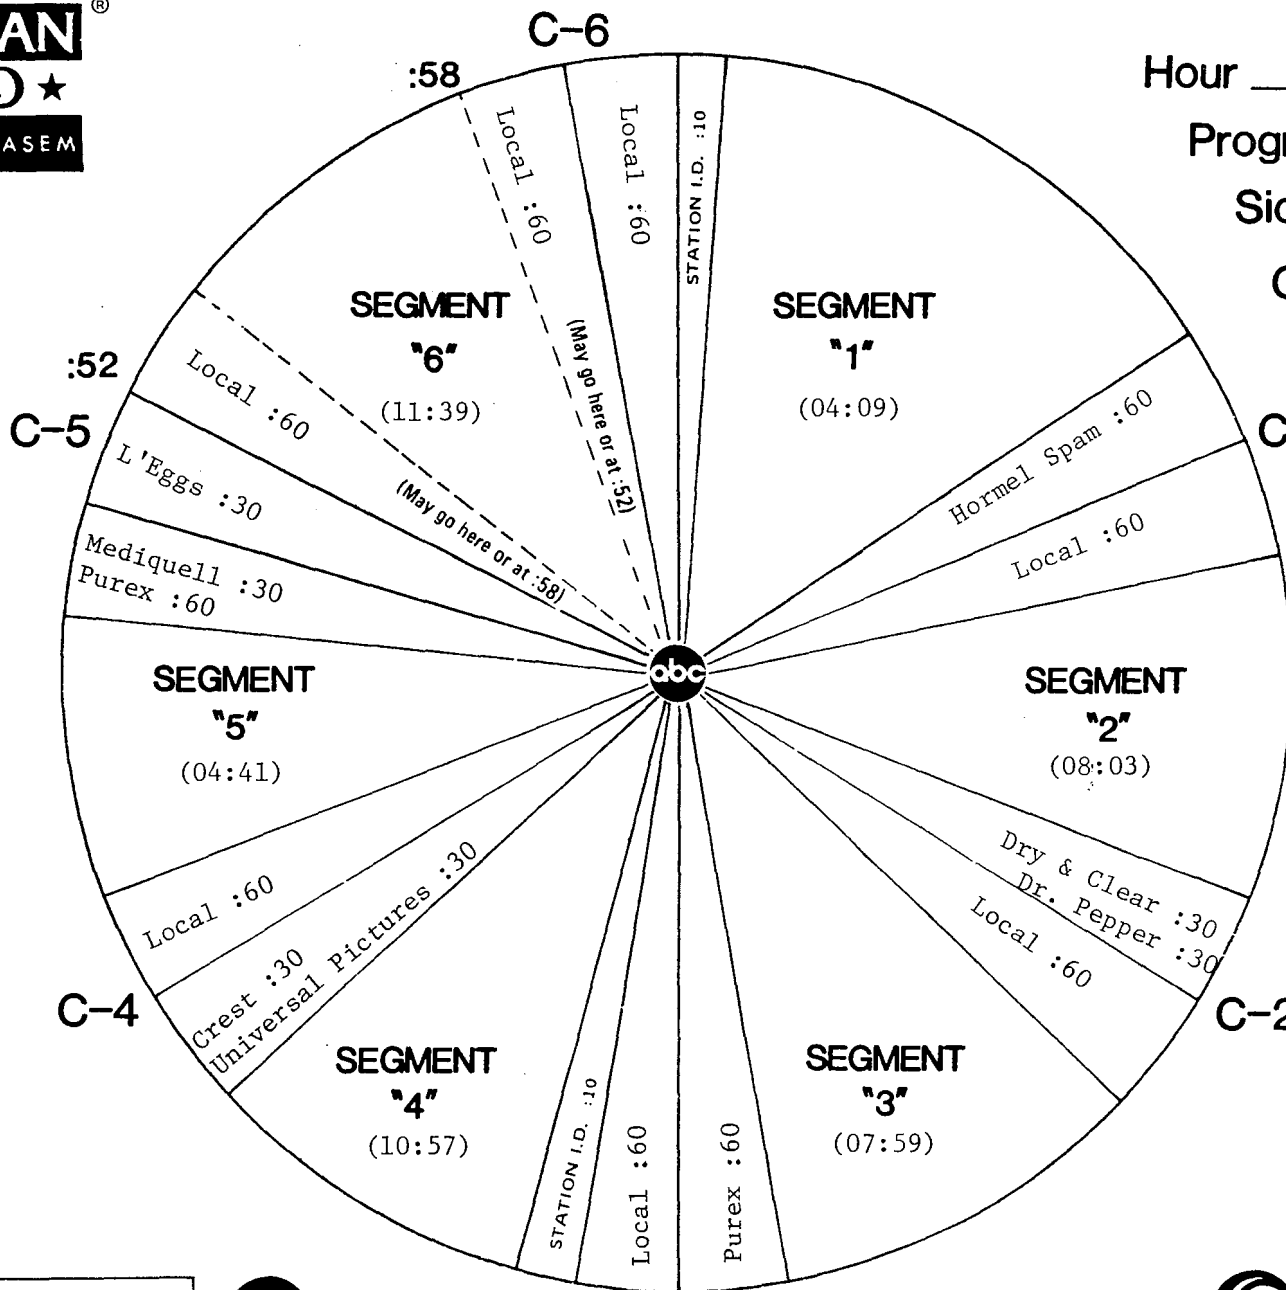 ®
AN
C-6
:58
Hour
ASEM
Local :60
Local :60
STATION I.D. :10
SEGMENT
"1"
(04:09)
Hormel Spam :60
Local :60
SEGMENT
"2"
(08:03)
Dry & Clear :30
Dr. Pepper :30
C-2
Local :60
SEGMENT
"3"
(07:59)
Purex :60
Local :60
STATION I.D. :10
SEGMENT
"4"
(10:57)
Universal Pictures :30
Crest :30
C-4
Local :60
SEGMENT
"5"
(04:41)
Mediquell :30
Purex :60
L'Eggs :30
C-5
:52
Local :60
(May go here or at :58)
SEGMENT
"6"
(11:39)
(May go here or at :52)
abc